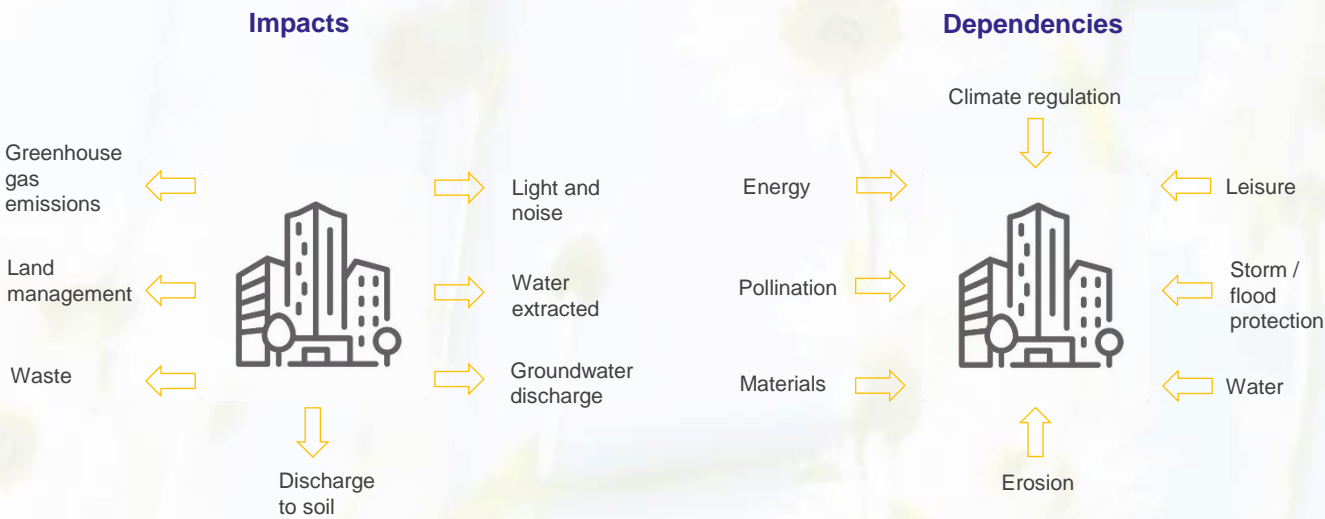 Impacts
Greenhouse
gas
emissions
Land
management
Waste
Light and
noise
Water
extracted
Groundwater
discharge
Discharge
to soil
Dependencies
Climate regulation
Energy
Pollination
Materials
Leisure
Storm /
flood
protection
Water
Erosion